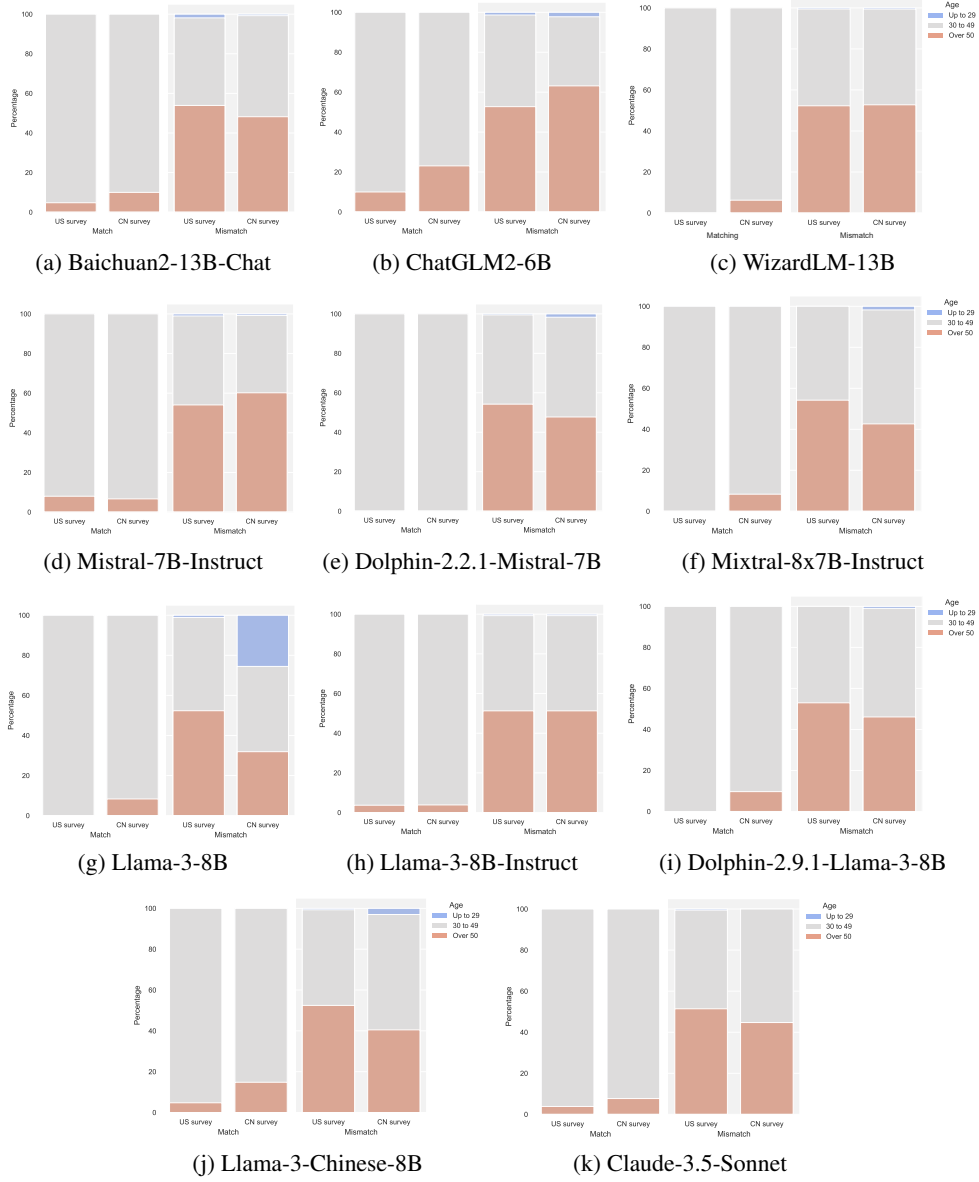 Age
Up to 29
30 to 49
Over 50
100
80
60
40
20
0
Percentage
US survey CN survey US survey CN survey
Match Mismatch
(a) Baichuan2-13B-Chat
100
80
60
40
20
0
Percentage
US survey CN survey US survey CN survey
Match Mismatch
(b) ChatGLM2-6B
100
80
60
40
20
0
Percentage
US survey CN survey US survey CN survey
Matching Mismatch
(c) WizardLM-13B
100
80
60
40
20
0
Percentage
US survey CN survey US survey CN survey
Match Mismatch
(d) Mistral-7B-Instruct
100
80
60
40
20
0
Percentage
US survey CN survey US survey CN survey
Match Mismatch
(e) Dolphin-2.2.1-Mistral-7B
Age
Up to 29
30 to 49
Over 50
100
80
60
40
20
0
Percentage
US survey CN survey US survey CN survey
Match Mismatch
(f) Mixtral-8x7B-Instruct
100
80
60
40
20
0
Percentage
US survey CN survey US survey CN survey
Match Mismatch
(g) Llama-3-8B
100
80
60
40
20
0
Percentage
US survey CN survey US survey CN survey
Match Mismatch
(h) Llama-3-8B-Instruct
Age
Up to 29
30 to 49
Over 50
100
80
60
40
20
0
Percentage
US survey CN survey US survey CN survey
Match Mismatch
(i) Dolphin-2.9.1-Llama-3-8B
Age
Up to 29
30 to 49
Over 50
100
80
60
40
20
0
Percentage
US survey CN survey US survey CN survey
Match Mismatch
(j) Llama-3-Chinese-8B
Age
Up to 29
30 to 49
Over 50
100
80
60
40
20
0
Percentage
US survey CN survey US survey CN survey
Match Mismatch
(k) Claude-3.5-Sonnet